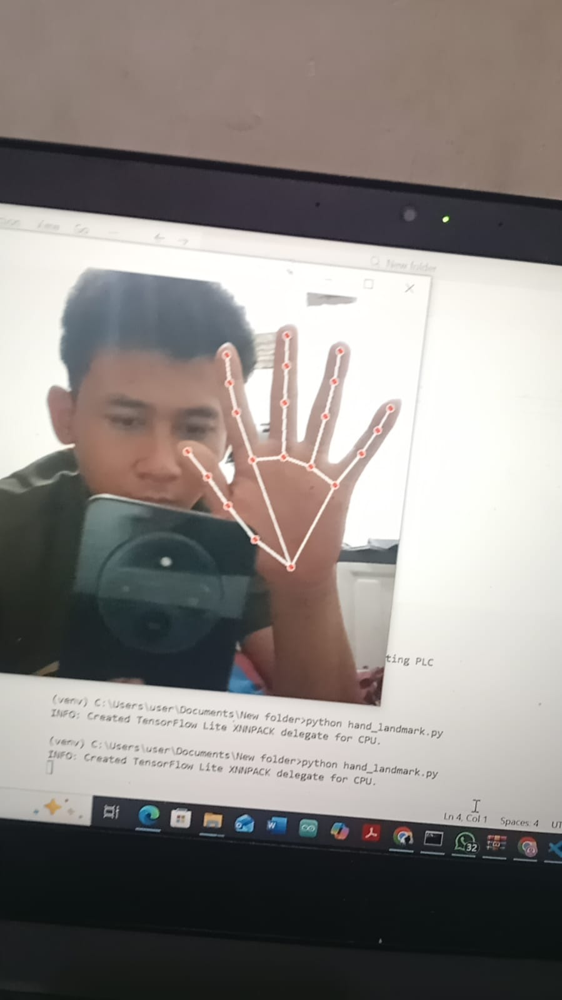 View Go
New folder
ting PLC
(venv) C:\Users\user\Documents\New folder>python hand_landmark.py
INFO: Created TensorFlow Lite XNNPACK delegate for CPU.
(venv) C:\Users\user\Documents\New folder>python hand_landmark.py
INFO: Created TensorFlow Lite XNNPACK delegate for CPU.
Ln 4, Col 1 Spaces: 4 UT
W 32